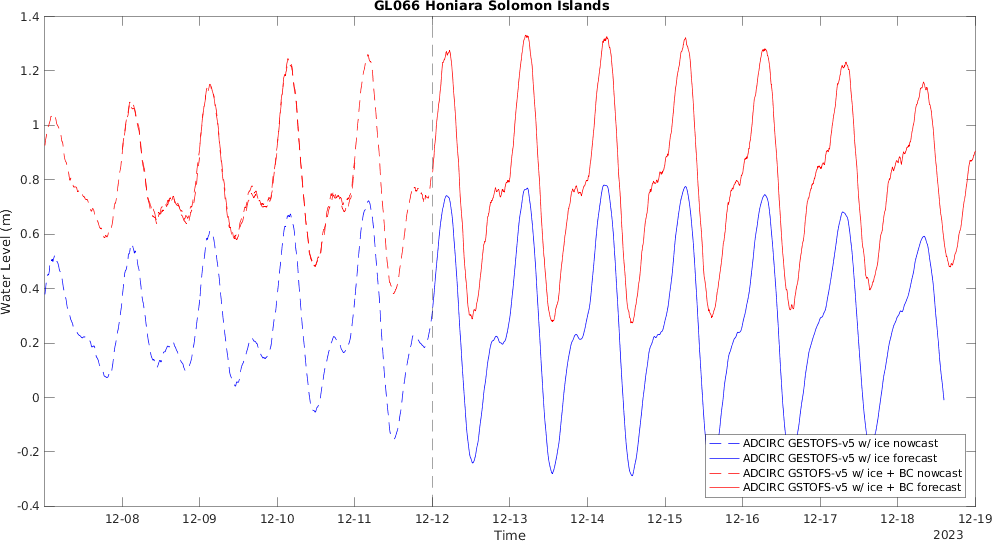 GL066 Honiara Solomon Islands
1.4
1.2
1
0.8
0.6
0.4
0.2
0
-0.2
-0.4
Water Level (m)
ADCIRC GESTOFS-v5 w/ ice nowcast
ADCIRC GESTOFS-v5 w/ ice forecast
ADCIRC GSTOFS-v5 w/ ice + BC nowcast
ADCIRC GSTOFS-v5 w/ ice + BC forecast
12-08 12-09 12-10 12-11 12-12 12-13 12-14 12-15 12-16 12-17 12-18 12-19
Time
2023